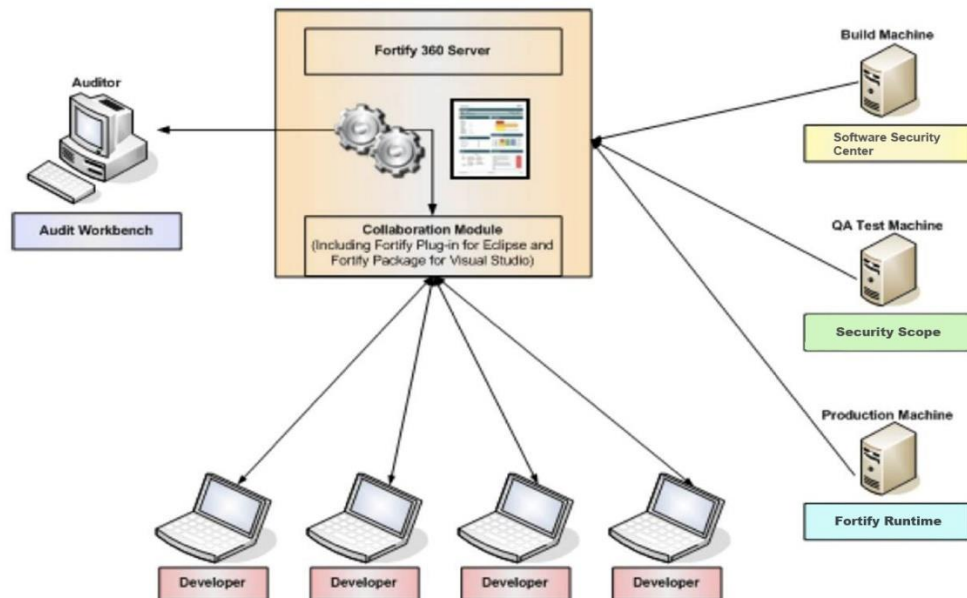 Fortify 360 Server
Build Machine
Auditor
Software Security
Center
Audit Workbench
Collaboration Module
(Including Fortify Plug-in for Eclipse and
Fortify Package for Visual Studio)
QA Test Machine
Security Scope
Production Machine
Fortify Runtime
Developer
Developer
Developer
Developer